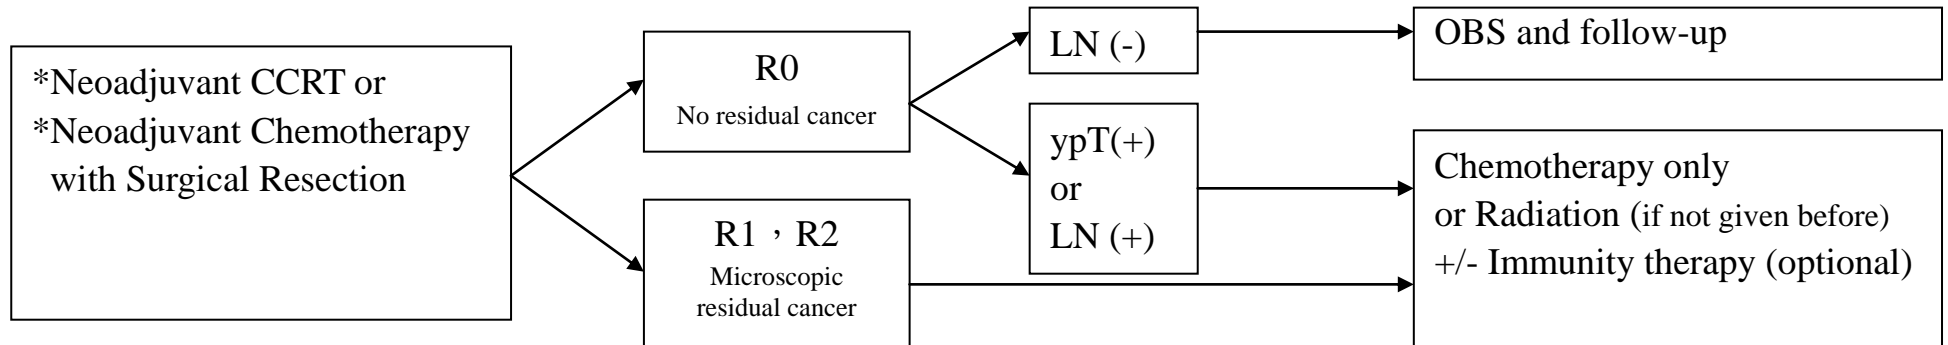 *Neoadjuvant CCRT or
*Neoadjuvant Chemotherapy
with Surgical Resection
R0
No residual cancer
R1，R2
Microscopic
residual cancer
LN (-)
ypT(+)
or
LN (+)
OBS and follow-up
Chemotherapy only
or Radiation (if not given before)
+/- Immunity therapy (optional)